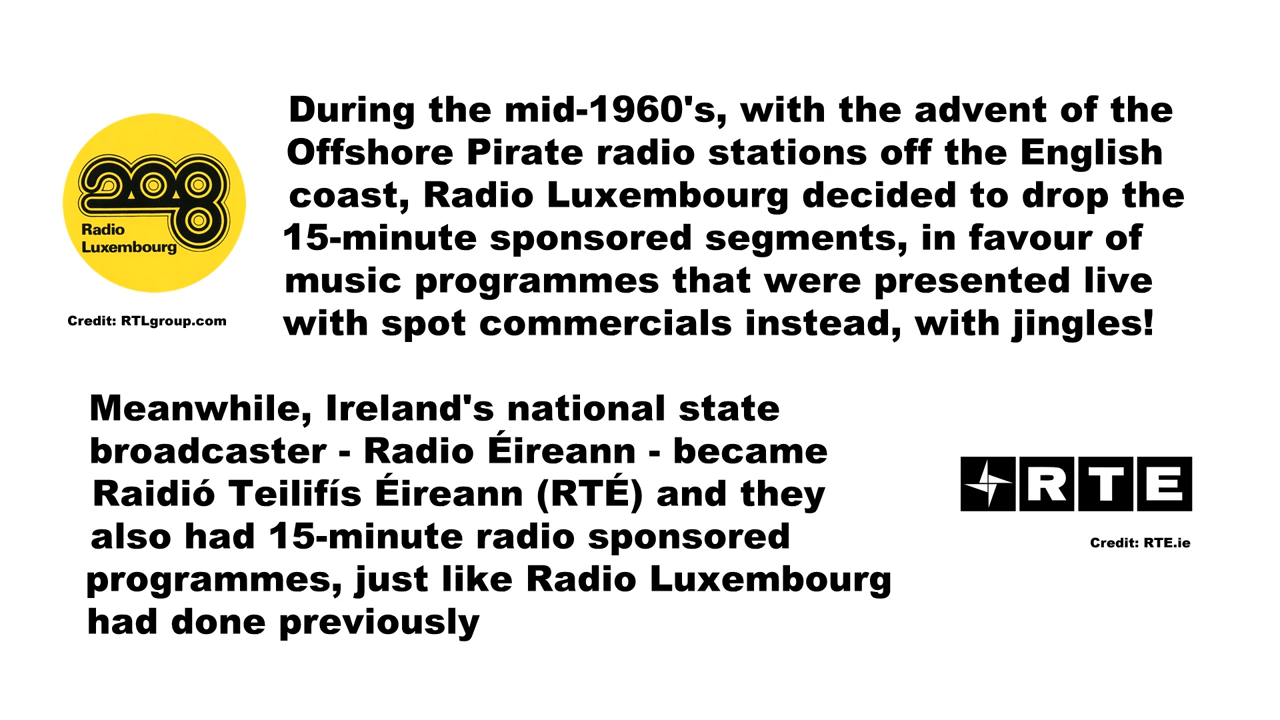 208
Radio
Luxembourg
Credit: RTLgroup.com
During the mid-1960's, with the advent of the
Offshore Pirate radio stations off the English
coast, Radio Luxembourg decided to drop the
15-minute sponsored segments, in favour of
music programmes that were presented live
with spot commercials instead, with jingles!
Meanwhile, Ireland's national state
broadcaster - Radio Éireann - became
Raidió Teilifís Éireann (RTÉ) and they
also had 15-minute radio sponsored
programmes, just like Radio Luxembourg
had done previously
RTE
Credit: RTE.ie